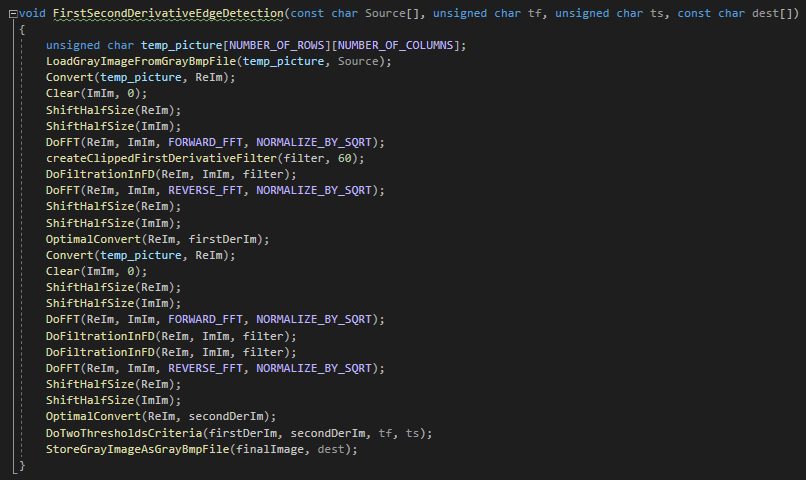 void FirstSecondDerivativeEdgeDetection(const char Source[], unsigned char tf, unsigned char ts, const char dest[])
{
unsigned char temp_picture[NUMBER_OF_ROWS][NUMBER_OF_COLUMNS];
LoadGrayImageFromGrayBmpFile(temp_picture, Source);
Convert(temp_picture, ReIm);
Clear(ImIm, 0);
ShiftHalfSize(ReIm);
ShiftHalfSize(ImIm);
DoFFT(ReIm, ImIm, FORWARD_FFT, NORMALIZE_BY_SQRT);
createClippedFirstDerivativeFilter(filter, 60);
DoFiltrationInFD(ReIm, ImIm, filter);
DoFFT(ReIm, ImIm, REVERSE_FFT, NORMALIZE_BY_SQRT);
ShiftHalfSize(ReIm);
ShiftHalfSize(ImIm);
OptimalConvert(ReIm, firstDerIm);
Convert(temp_picture, ReIm);
Clear(ImIm, 0);
ShiftHalfSize(ReIm);
ShiftHalfSize(ImIm);
DoFFT(ReIm, ImIm, FORWARD_FFT, NORMALIZE_BY_SQRT);
DoFiltrationInFD(ReIm, ImIm, filter);
DoFiltrationInFD(ReIm, ImIm, filter);
DoFFT(ReIm, ImIm, REVERSE_FFT, NORMALIZE_BY_SQRT);
ShiftHalfSize(ReIm);
ShiftHalfSize(ImIm);
OptimalConvert(ReIm, secondDerIm);
DoTwoThresholdsCriteria(firstDerIm, secondDerIm, tf, ts);
StoreGrayImageAsGrayBmpFile(finalImage, dest);
}